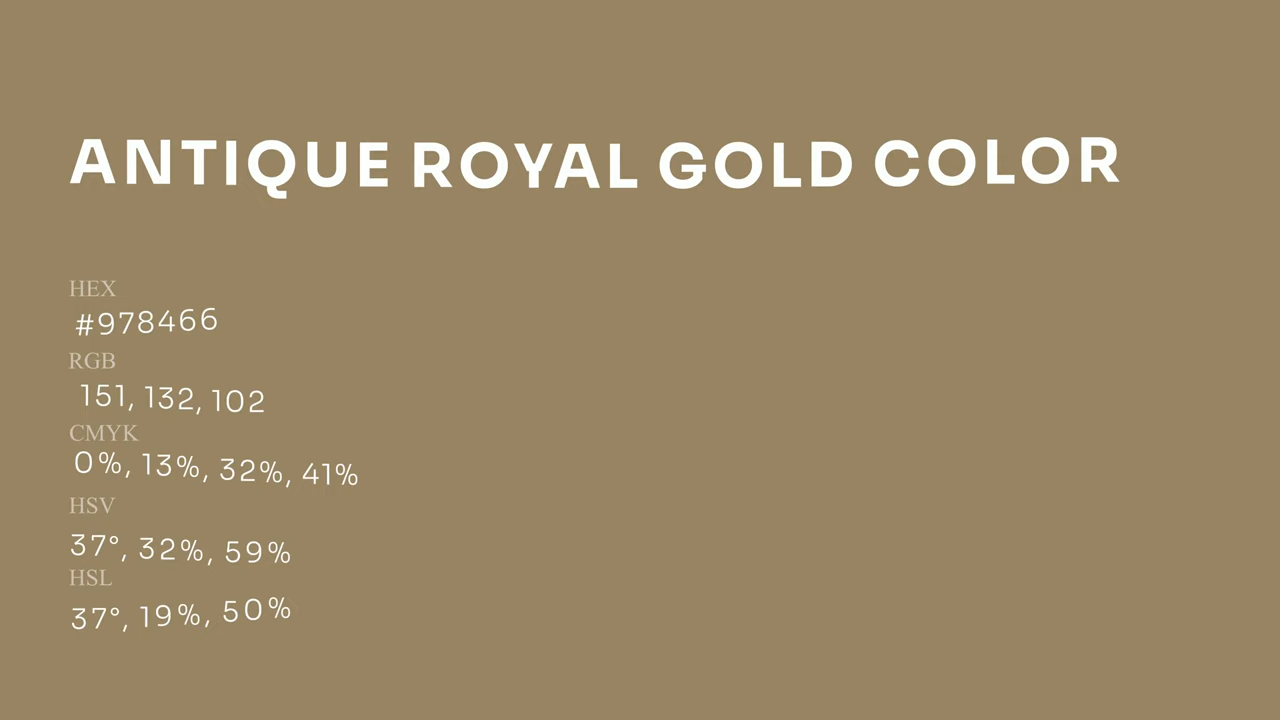 ANTIQUE ROYAL GOLD COLOR
HEX
#978466
RGB
151, 132, 102
CMYK
0%, 13%, 32%, 41%
HSV
37°, 32%, 59%
HSL
37°, 19%, 50%